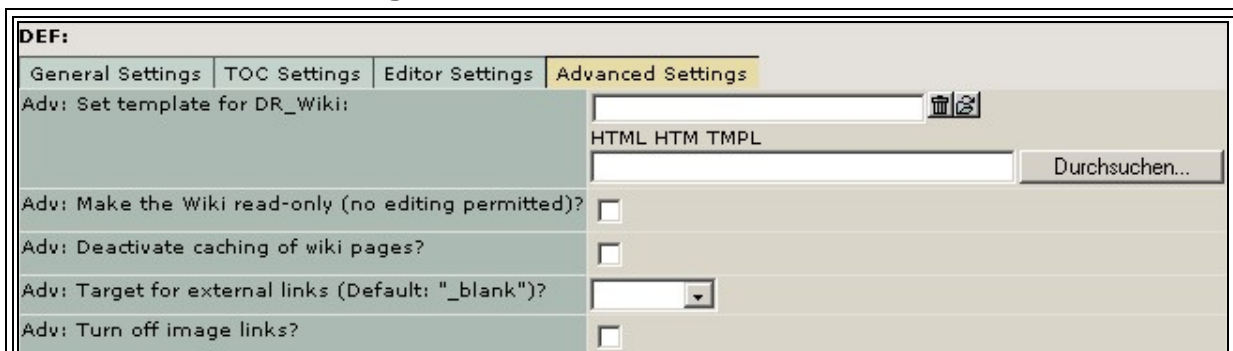 DEF:
General Settings TOC Settings Editor Settings Advanced Settings
Adv: Set template for DR_Wiki:
HTML HTM TMPL
Durchsuchen...
Adv: Make the Wiki read-only (no editing permitted)?
Adv: Deactivate caching of wiki pages?
Adv: Target for external links (Default: "_blank")?
Adv: Turn off image links?